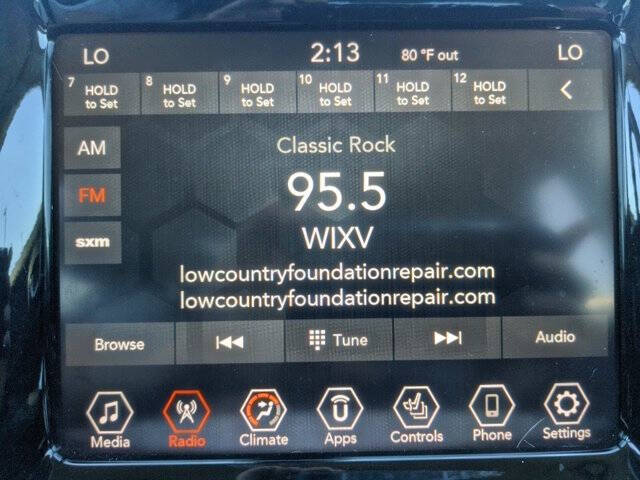 LO 2:13 80 °F out LO
7 HOLD to Set 8 HOLD to Set 9 HOLD to Set 10 HOLD to Set 11 HOLD to Set 12 HOLD to Set
AM
Classic Rock
FM
95.5
sxm
WIXV
lowcountryfoundationrepair.com
lowcountryfoundationrepair.com
Browse Tune Audio
Media Radio Climate Apps Controls Phone Settings